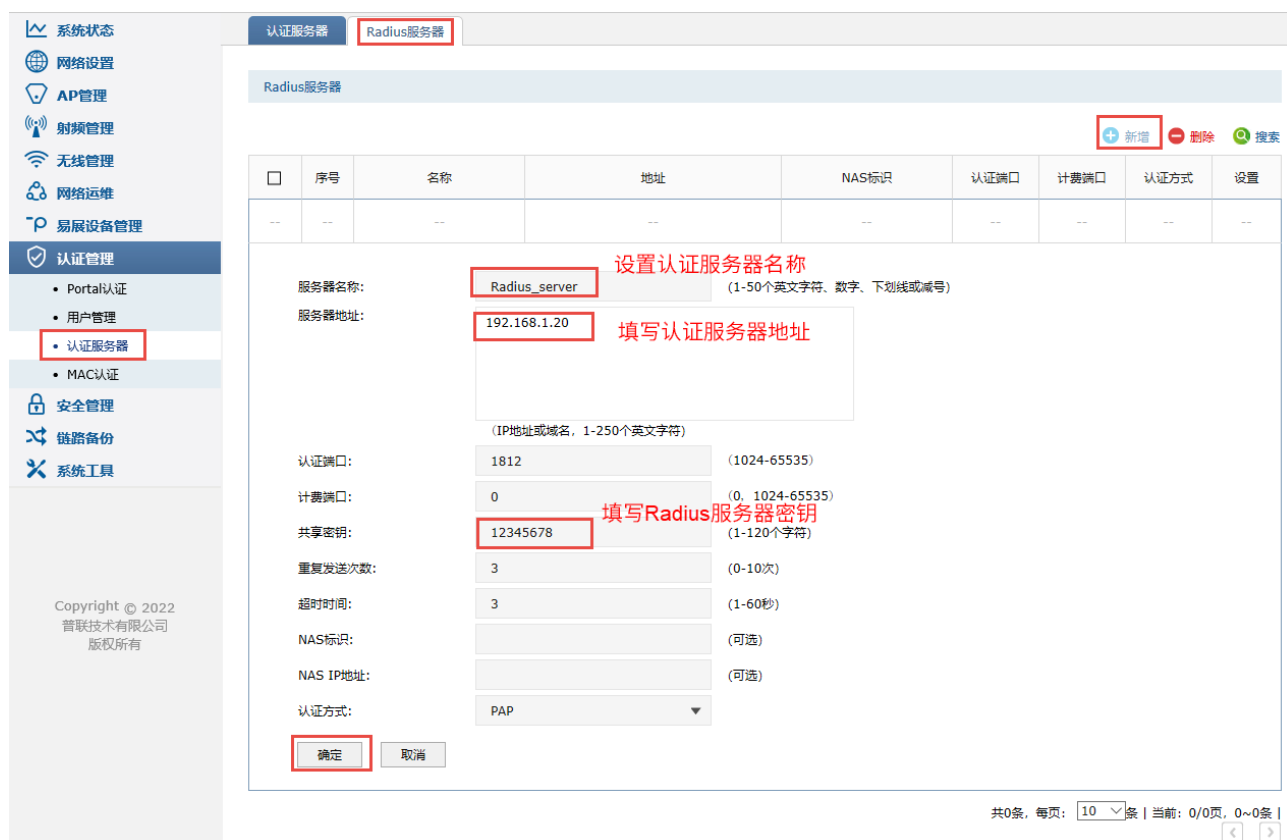 系统状态
网络设置
AP管理
射频管理
无线管理
网络运维
易展设备管理
认证管理
• Portal认证
• 用户管理
• 认证服务器
• MAC认证
安全管理
链路备份
系统工具
Copyright © 2022
普联技术有限公司
版权所有
认证服务器 Radius服务器
Radius服务器
新增 删除 搜索
序号 名称 地址 NAS标识 认证端口 计费端口 认证方式 设置
-- -- -- -- -- -- -- -- --
设置认证服务器名称
服务器名称: Radius_server (1-50个英文字符、数字、下划线或减号)
服务器地址: 192.168.1.20 填写认证服务器地址
(IP地址或域名，1-250个英文字符)
认证端口: 1812 (1024-65535)
计费端口: 0 (0，1024-65535)
填写Radius服务器密钥
共享密钥: 12345678 (1-120个字符)
重复发送次数: 3 (0-10次)
超时时间: 3 (1-60秒)
NAS标识: (可选)
NAS IP地址: (可选)
认证方式: PAP
确定 取消
共0条，每页: 10 条 | 当前: 0/0页，0~0条 |